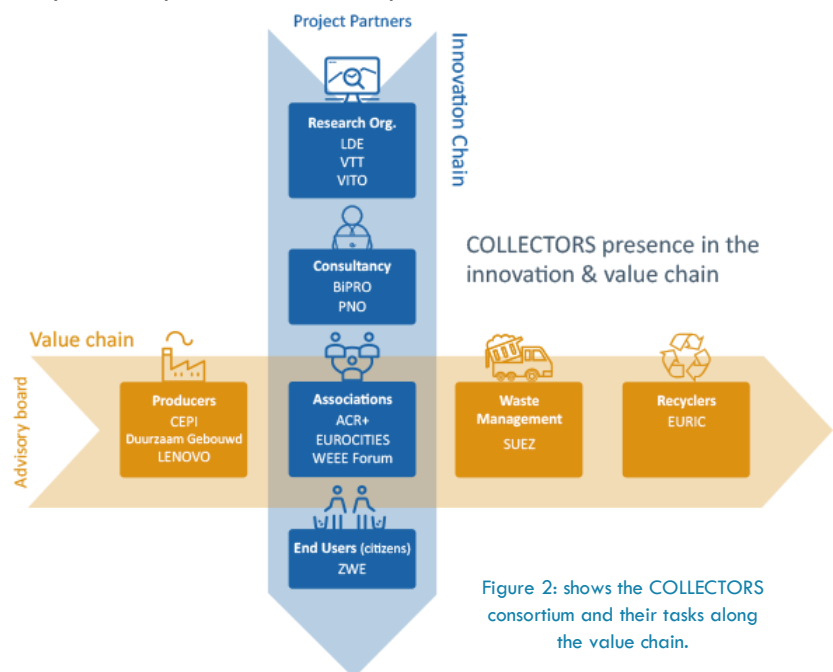 Project Partners
Innovation Chain
Research Org.
LDE
VTT
VITO
Consultancy
BiPRO
PNO
COLLECTORS presence in the
innovation & value chain
Value chain
Advisory board
Producers
CEPI
Duurzaam Gebouwd
LENOVO
Associations
ACR+
EUROCITIES
WEEE Forum
Waste
Management
SUEZ
Recyclers
EURIC
End Users (citizens)
ZWE
Figure 2: shows the COLLECTORS
consortium and their tasks along
the value chain.